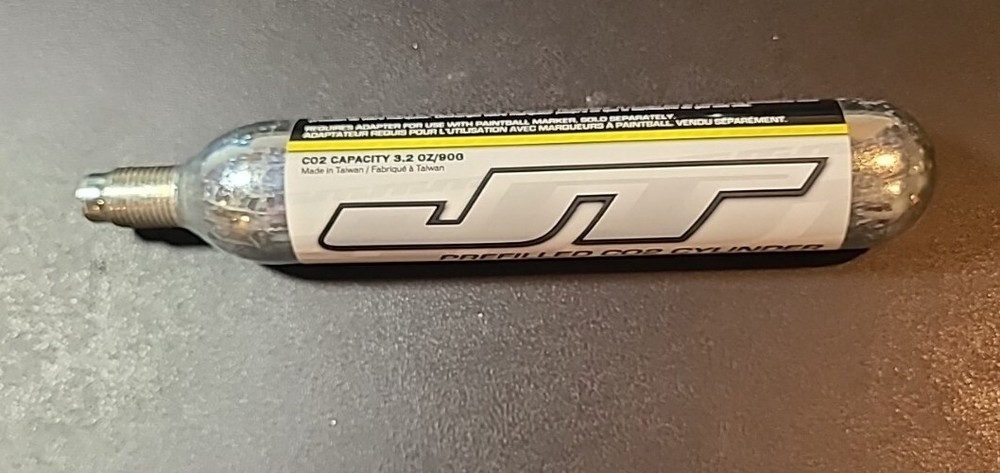 REQUIRES ADAPTER FOR USE WITH PAINTBALL MARKER, SOLD SEPARATELY.
ADAPTATEUR REQUIS POUR L'UTILISATION AVEC MARQUEURS À PAINTBALL. VENDU SÉPARÉMENT.
CO2 CAPACITY 3.2 OZ/90G
Made in Taiwan / Fabriqué à Taiwan
JT
PREFILLED CO2 CYLINDER